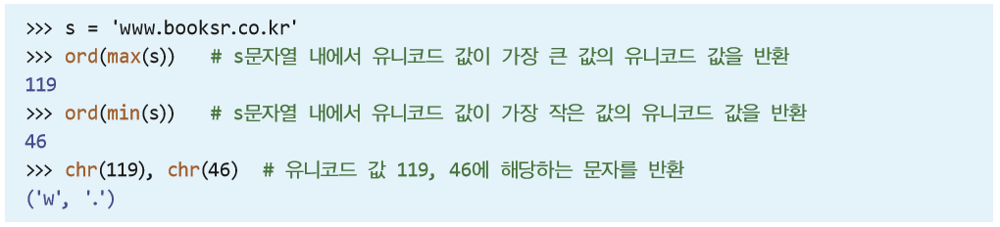 >>> s = 'www.booksr.co.kr'
>>> ord(max(s))   # s문자열 내에서 유니코드 값이 가장 큰 값의 유니코드 값을 반환
119
>>> ord(min(s))   # s문자열 내에서 유니코드 값이 가장 작은 값의 유니코드 값을 반환
46
>>> chr(119), chr(46)  # 유니코드 값 119, 46에 해당하는 문자를 반환
('w', '.')